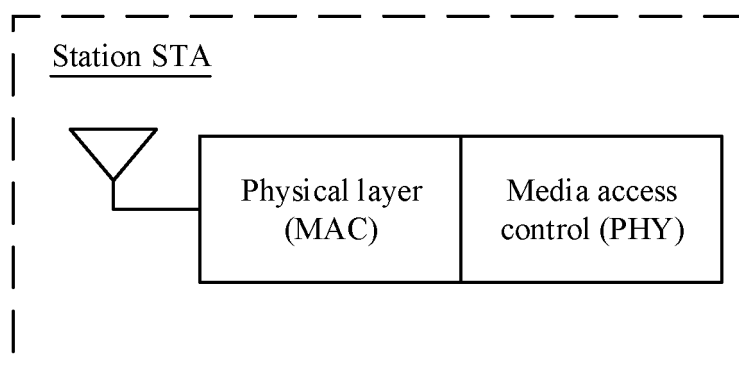 Station STA
Physical layer
(MAC)
Media access
control (PHY)